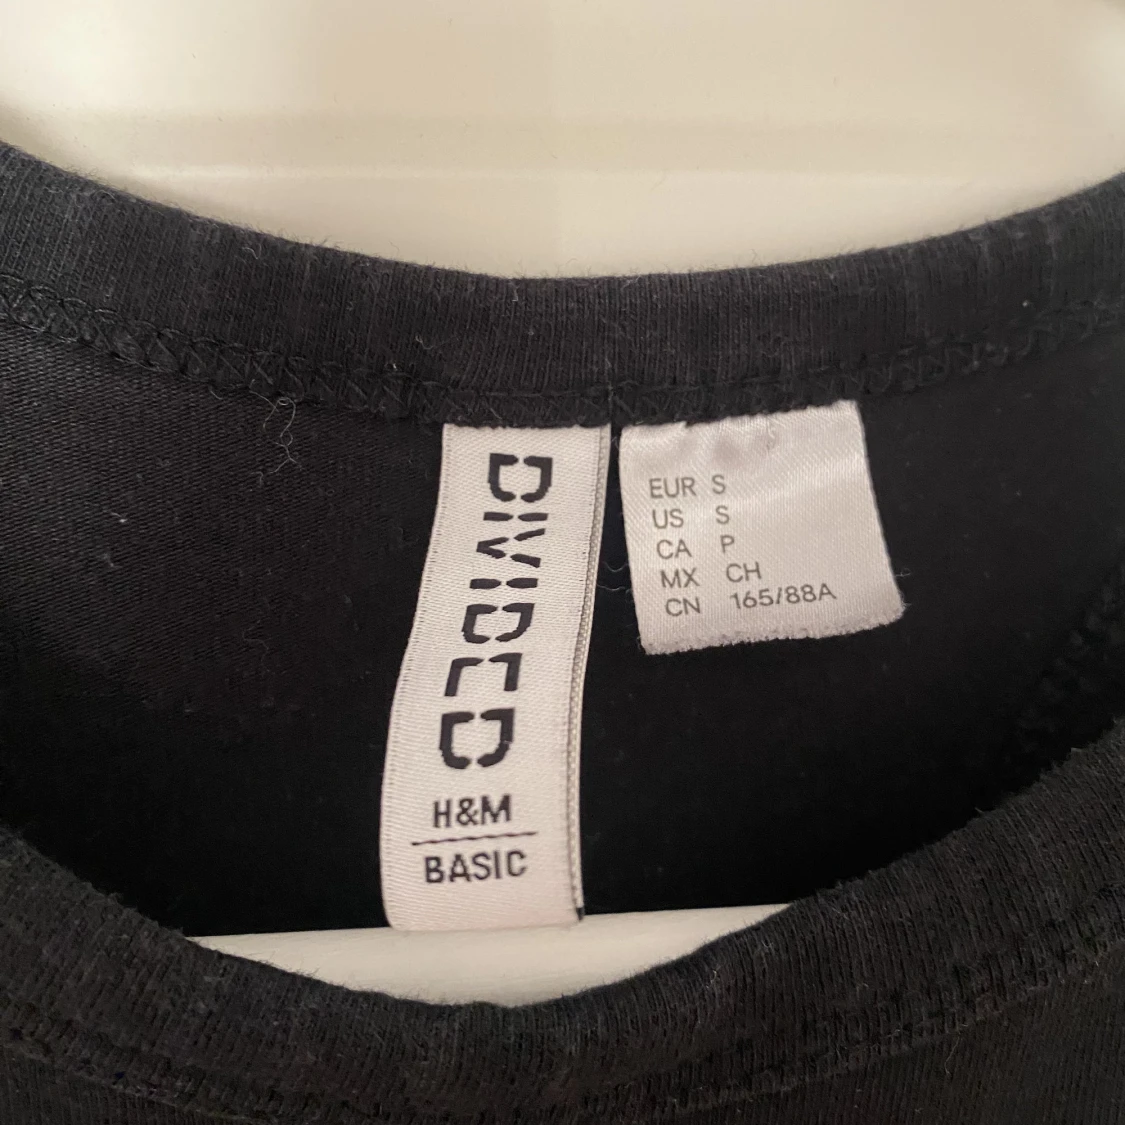 DIVIDED
H&M
BASIC
EUR S
US S
CA P
MX CH
CN 165/88A